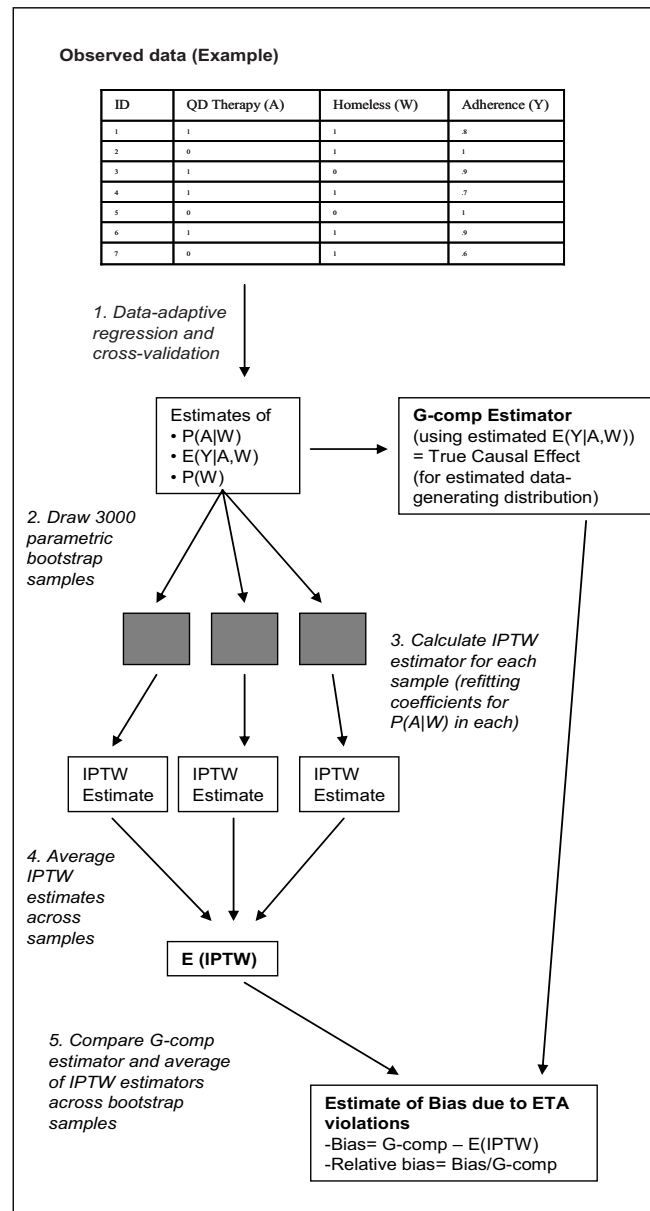 Observed data (Example)
ID QD Therapy (A) Homeless (W) Adherence (Y)
1 1 1 .8
2 0 1 1
3 1 0 .9
4 1 1 .7
5 0 0 1
6 1 1 .9
7 0 1 .6
1. Data-adaptive
regression and
cross-validation
Estimates of
• P(A|W)
• E(Y|A,W)
• P(W)
G-comp Estimator
(using estimated E(Y|A,W))
= True Causal Effect
(for estimated data-
generating distribution)
2. Draw 3000
parametric
bootstrap
samples
3. Calculate IPTW
estimator for each
sample (refitting
coefficients for
P(A|W) in each)
IPTW
Estimate
IPTW
Estimate
IPTW
Estimate
4. Average
IPTW
estimates
across
samples
E (IPTW)
5. Compare G-comp
estimator and average
of IPTW estimators
across bootstrap
samples
Estimate of Bias due to ETA
violations
-Bias= G-comp – E(IPTW)
-Relative bias= Bias/G-comp